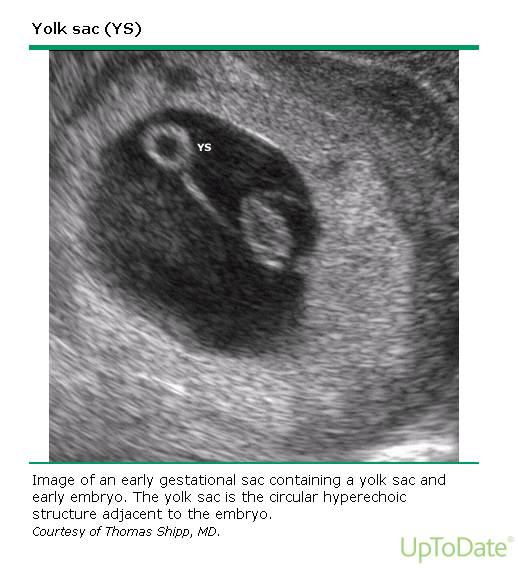 Yolk sac (YS)
YS
Image of an early gestational sac containing a yolk sac and
early embryo. The yolk sac is the circular hyperechoic
structure adjacent to the embryo.
Courtesy of Thomas Shipp, MD.
UpToDate®